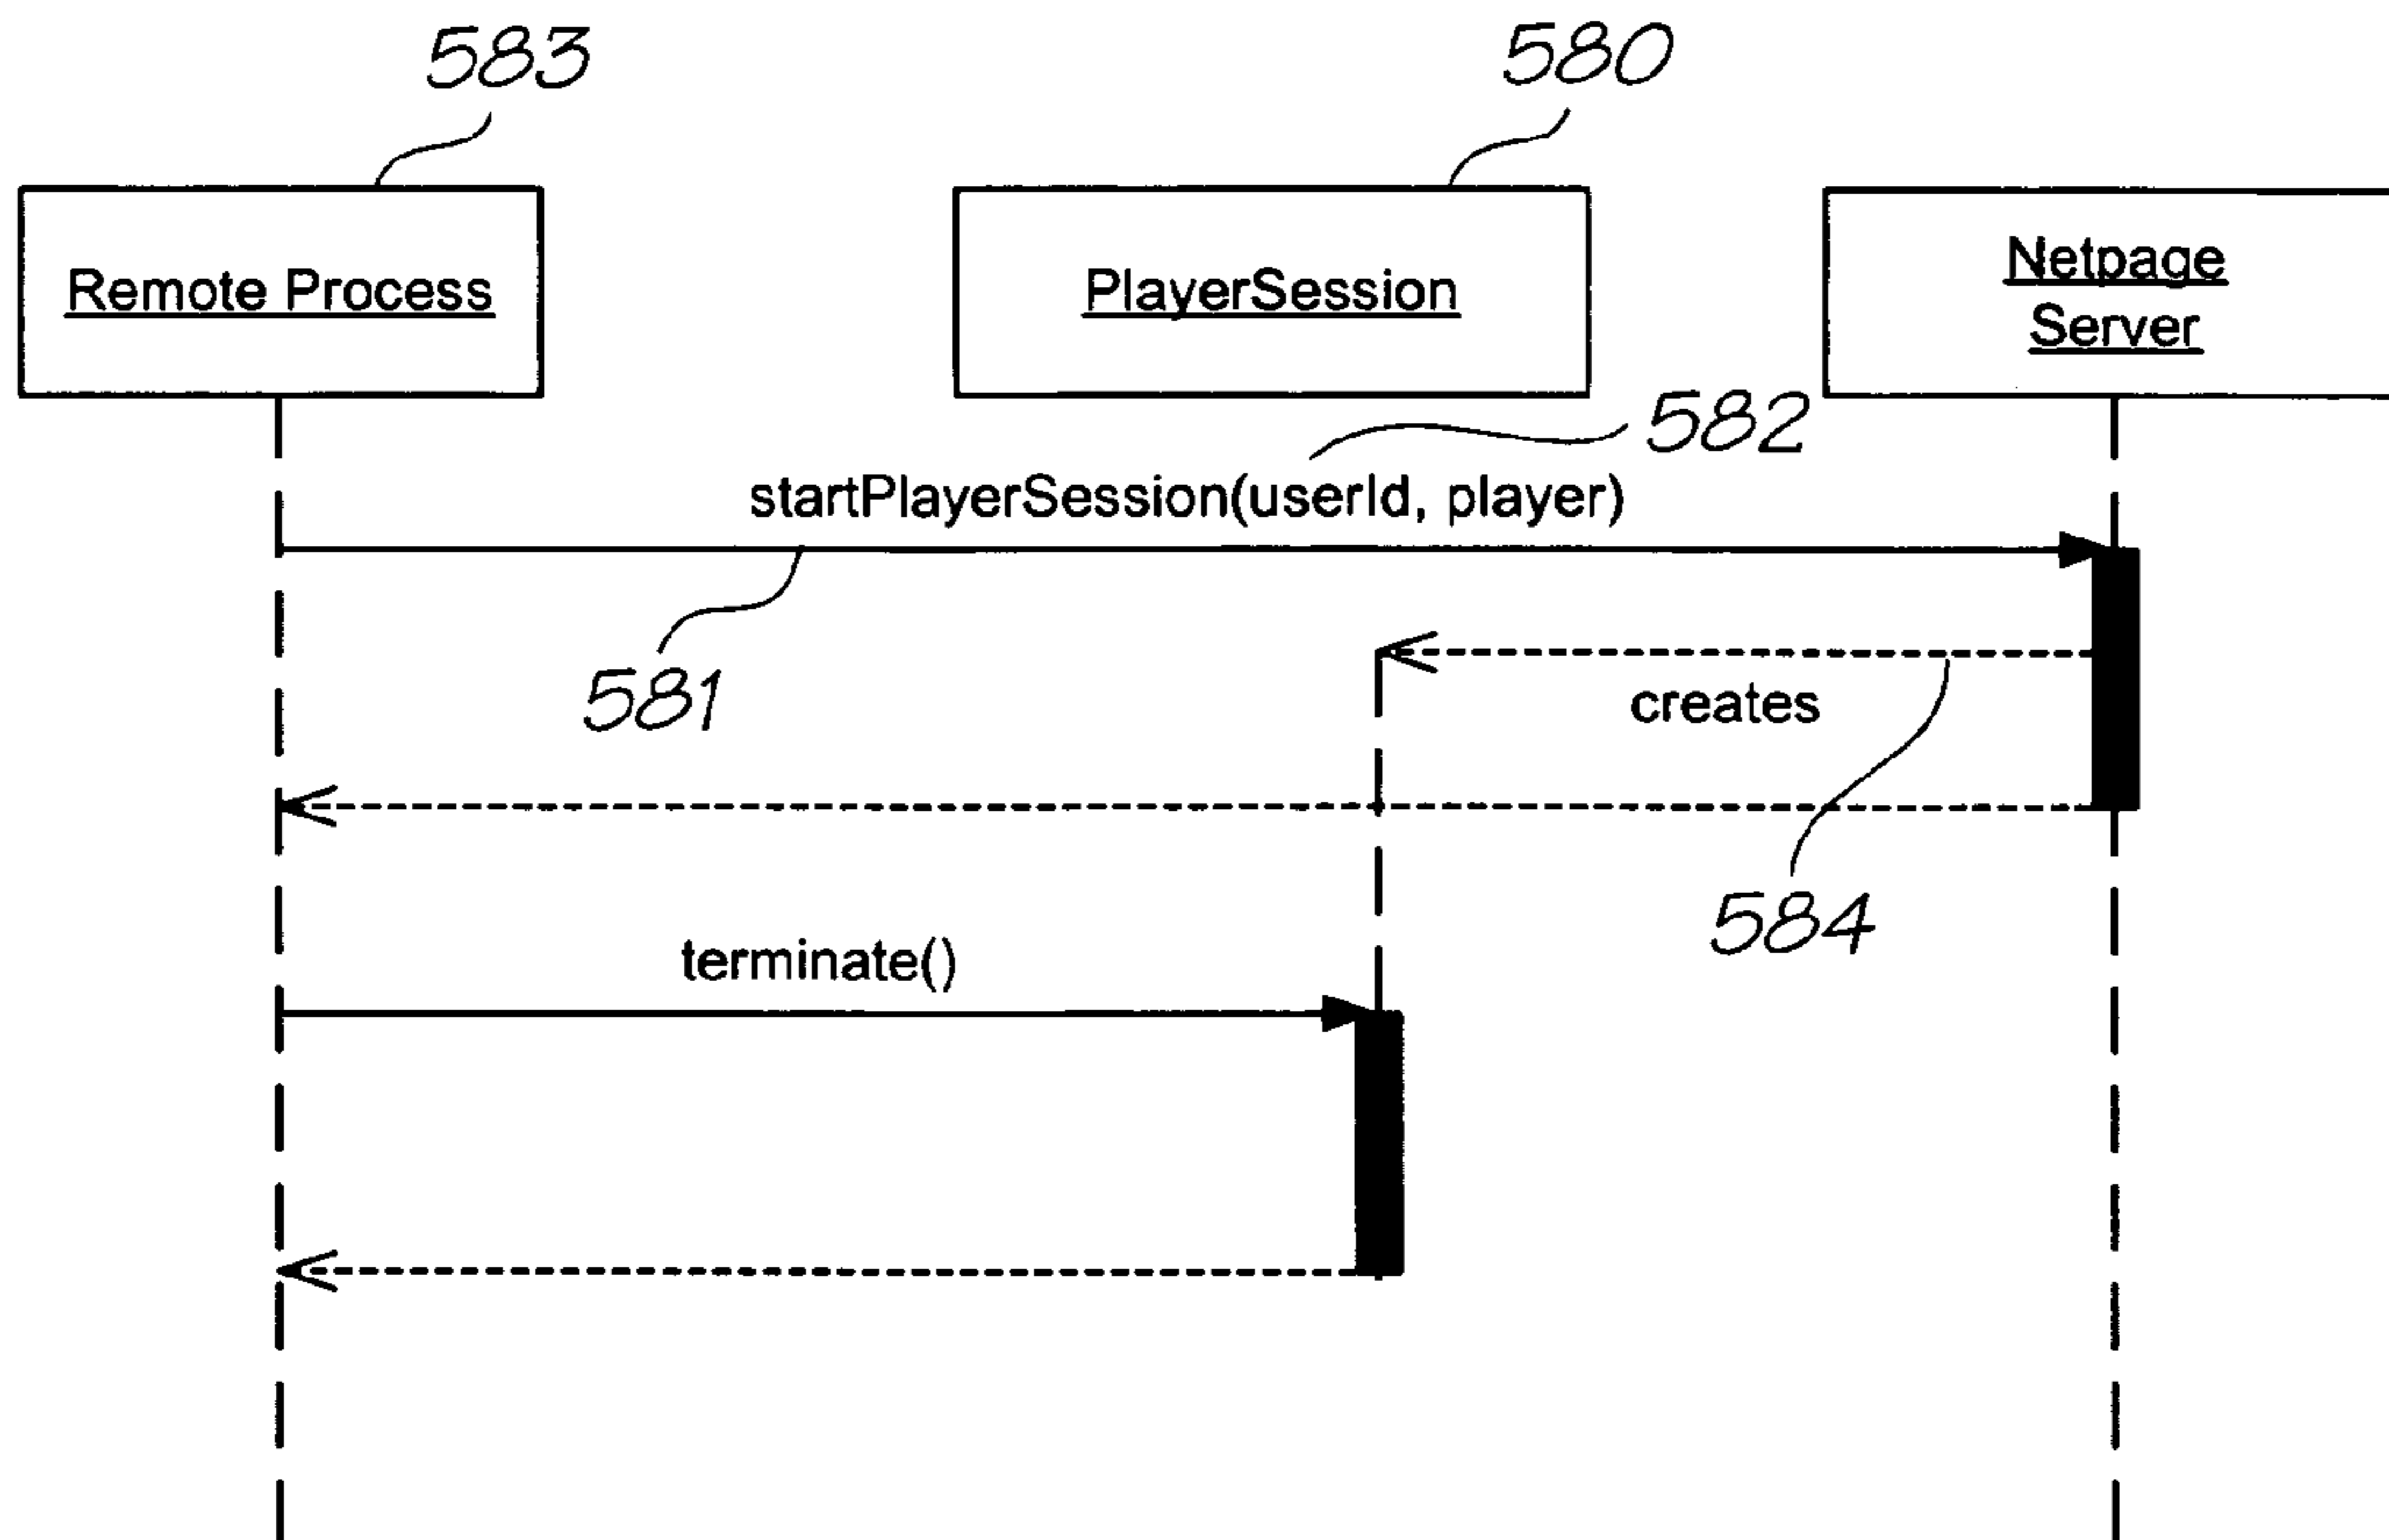 583
580
Remote Process
PlayerSession
Netpage
Server
582
startPlayerSession(userId, player)
581
creates
584
terminate()